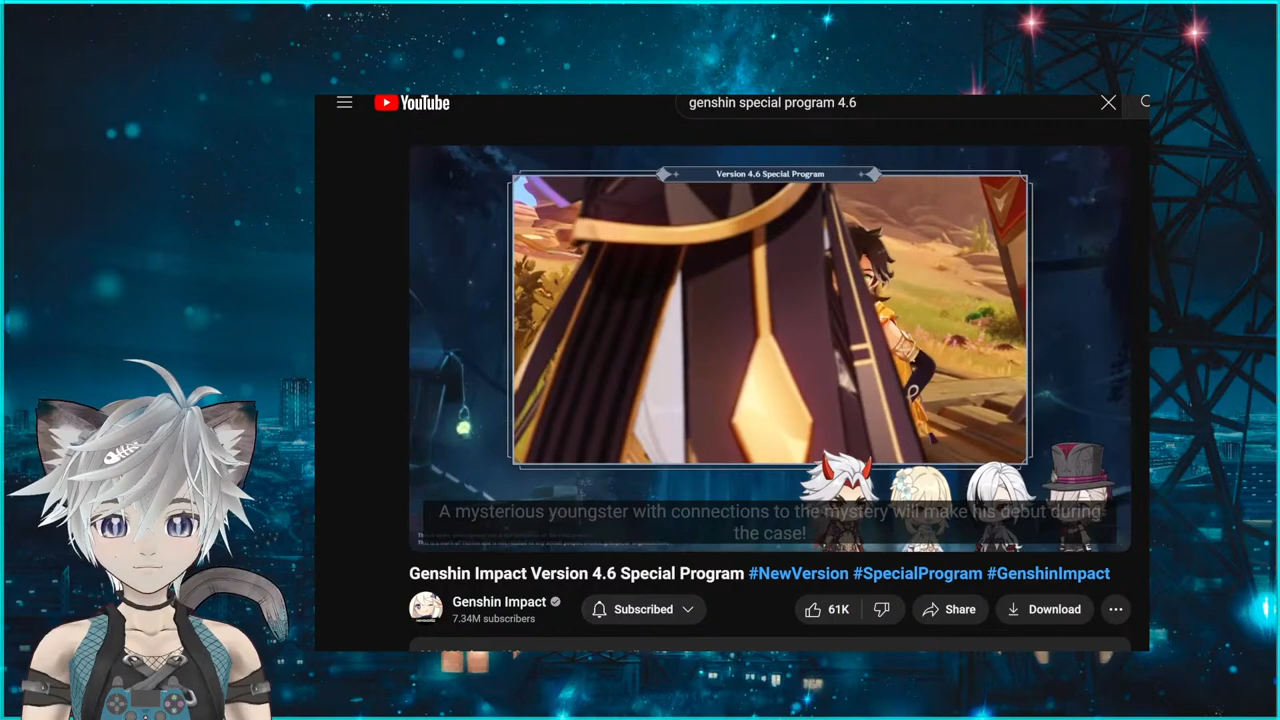 YouTube
genshin special program 4.6
Version 4.6 Special Program
A mysterious youngster with connections to the mystery will make his debut during
the case!
Genshin Impact Version 4.6 Special Program #NewVersion #SpecialProgram #GenshinImpact
Genshin Impact
7.34M subscribers
Subscribed
61K
Share
Download